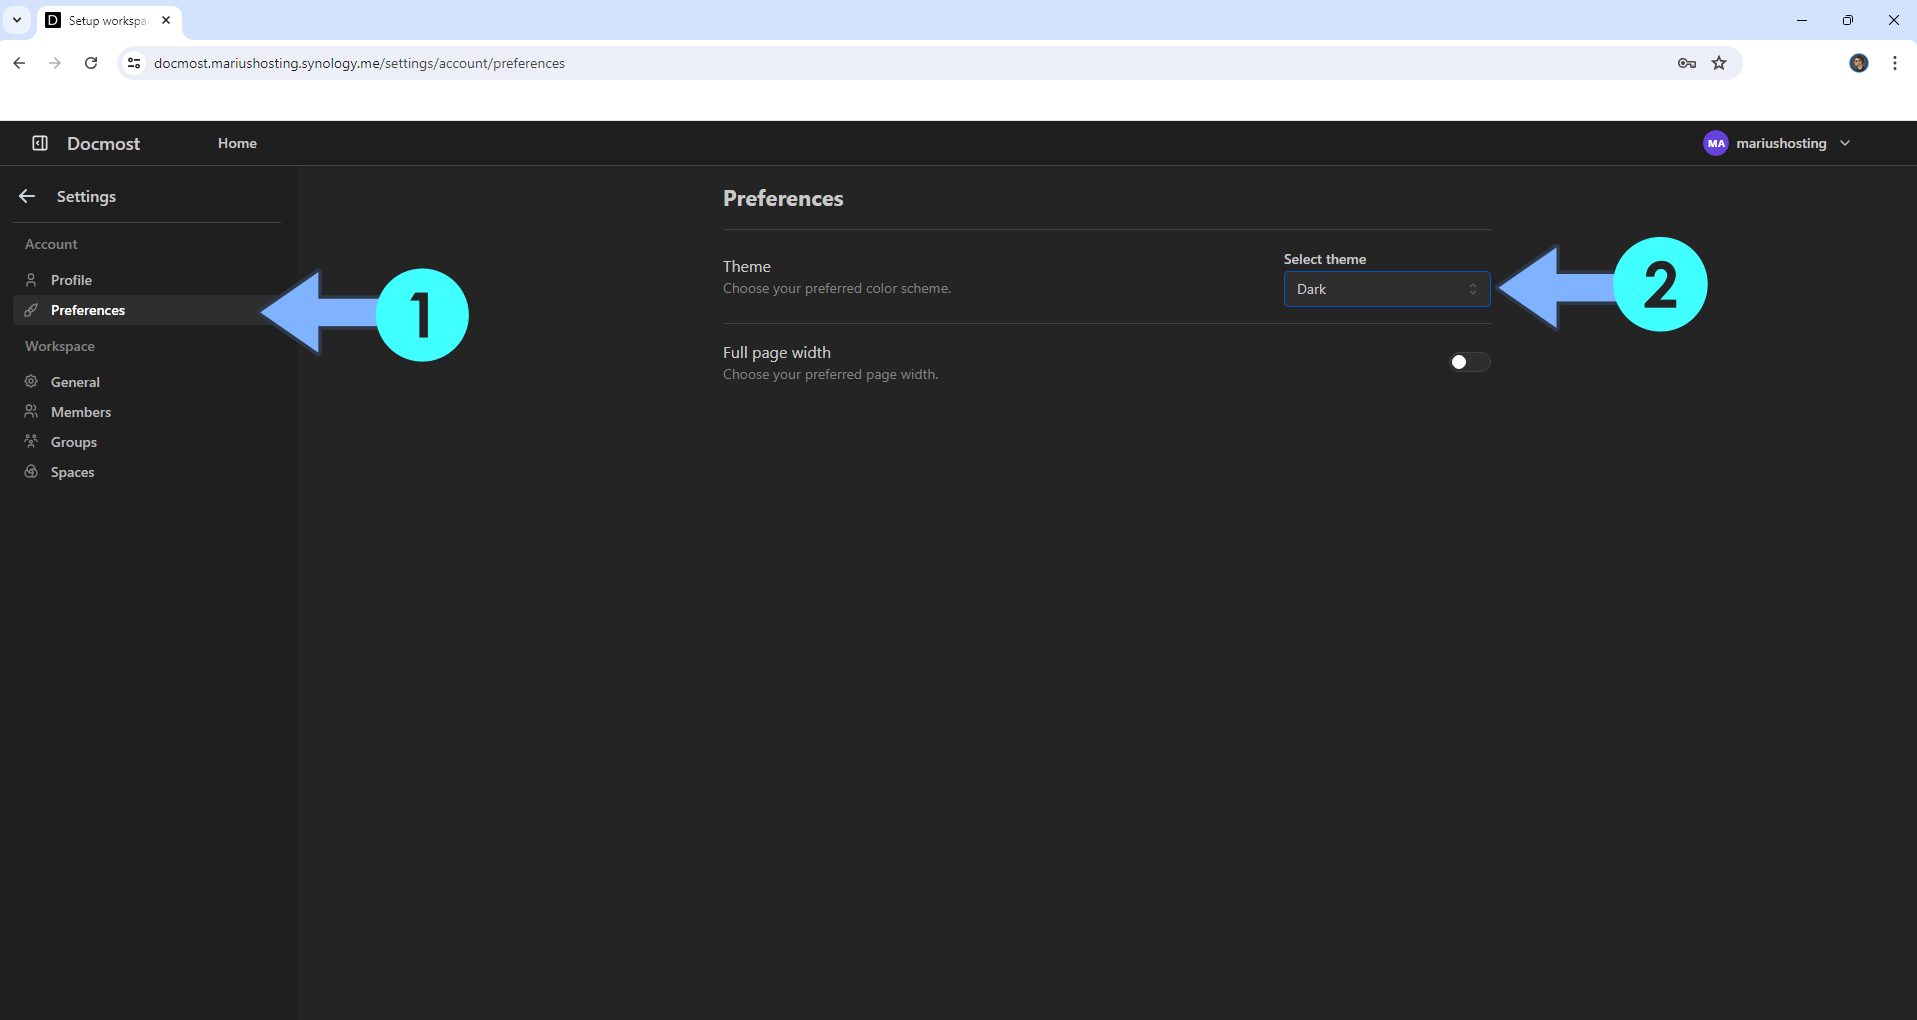 Setup workspa
docmost.mariushosting.synology.me/settings/account/preferences
Docmost
Home
MA
mariushosting
Settings
Account
Profile
Preferences
Workspace
General
Members
Groups
Spaces
1
Preferences
Theme
Choose your preferred color scheme.
Select theme
Dark
2
Full page width
Choose your preferred page width.